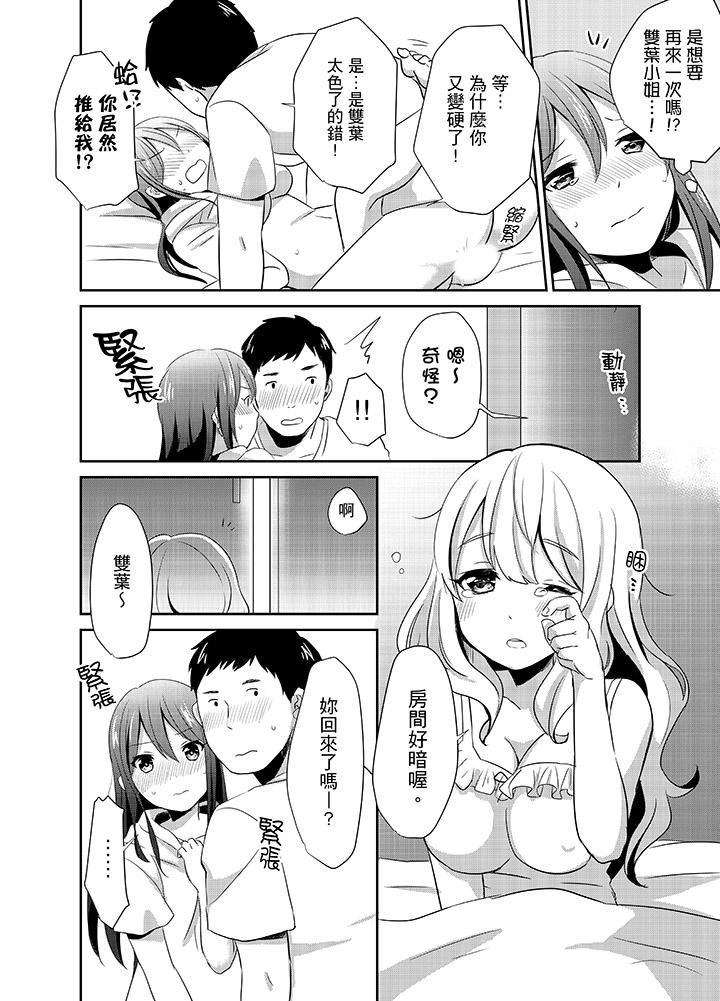 是想要
再來一次嗎!?
雙葉小姐…!
等…
為什麼你
又變硬了!
是…是雙葉
太色了的錯!
蛤!?
你居然
推給我!?
縮緊
動靜…
嗯～
奇怪?
!!
緊張
睏
房間好暗喔。
啊
雙葉～
妳回來了嗎—?
緊張
緊張
……